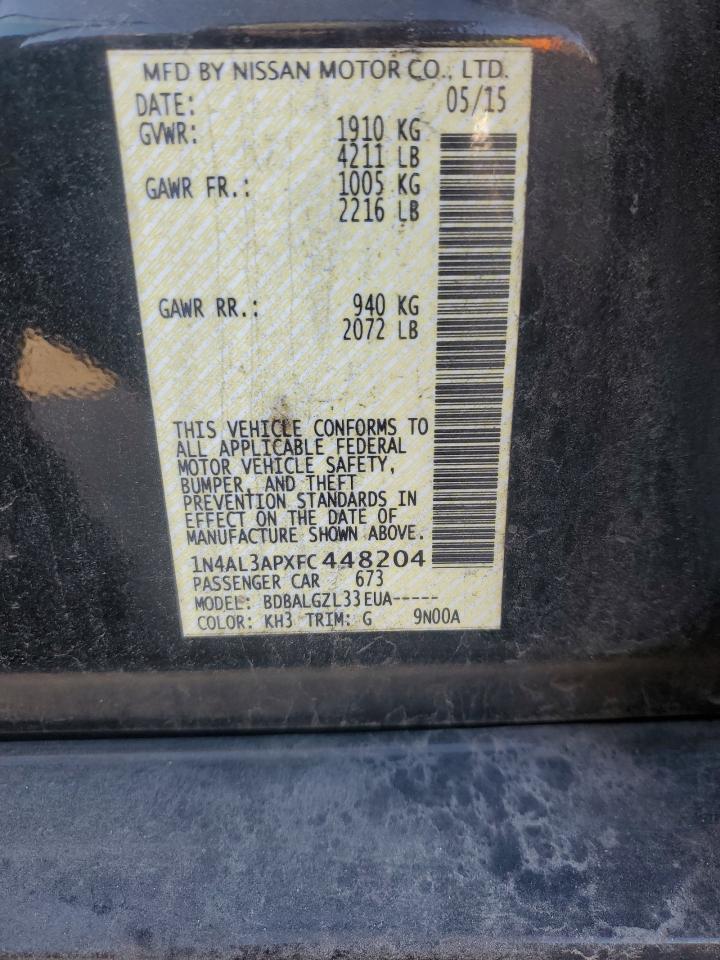 MFD BY NISSAN MOTOR CO., LTD.
DATE: 05/15
GVWR: 1910 KG
4211 LB
GAWR FR.: 1005 KG
2216 LB
GAWR RR.: 940 KG
2072 LB
THIS VEHICLE CONFORMS TO
ALL APPLICABLE FEDERAL
MOTOR VEHICLE SAFETY,
BUMPER, AND THEFT
PREVENTION STANDARDS IN
EFFECT ON THE DATE OF
MANUFACTURE SHOWN ABOVE.
1N4AL3APXFC448204
PASSENGER CAR 673
MODEL: BDBALGZL33EUA-----
COLOR: KH3 TRIM: G 9N00A